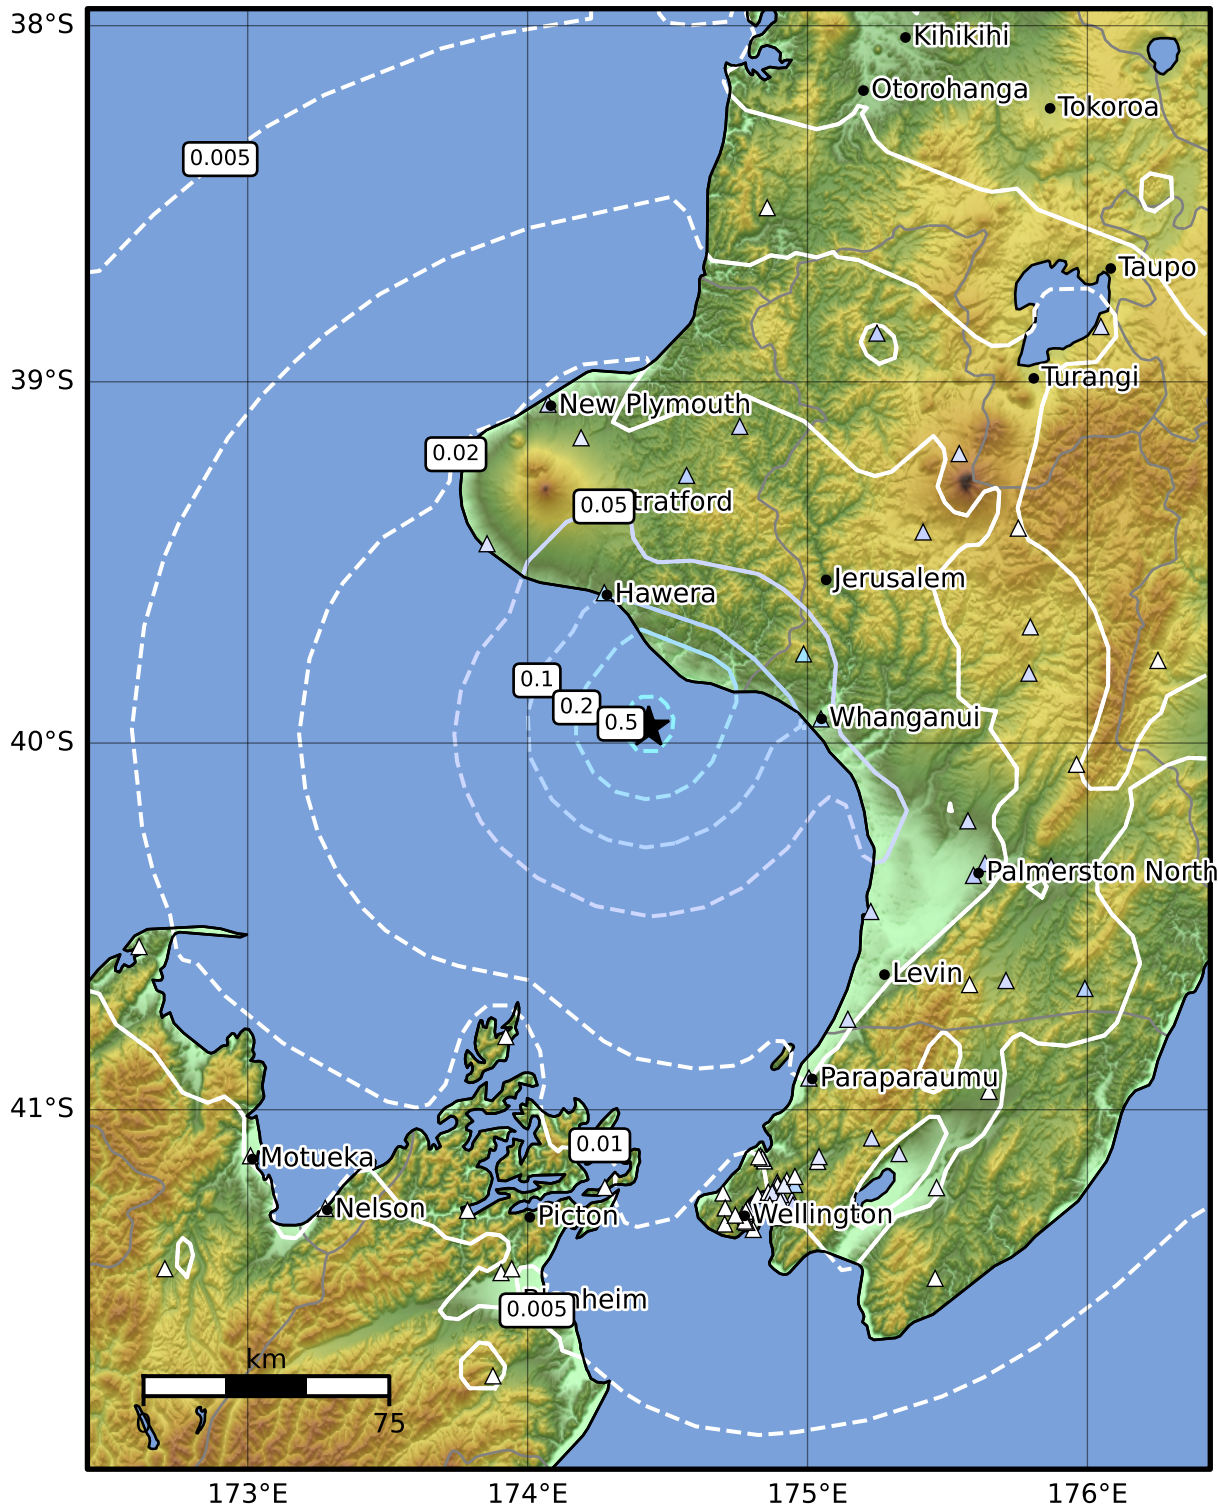 38°S
Kihikihi
Otorohanga
Tokoroa
0.005
Taupo
39°S
Turangi
New Plymouth
0.02
0.05
tratford
Jerusalem
Hawera
0.1
0.2
0.5
Whanganui
40°S
Palmerston North
Levin
Paraparaumu
41°S
0.01
Motueka
Nelson
Picton
Wellington
nheim
0.005
km
75
173°E
174°E
175°E
176°E